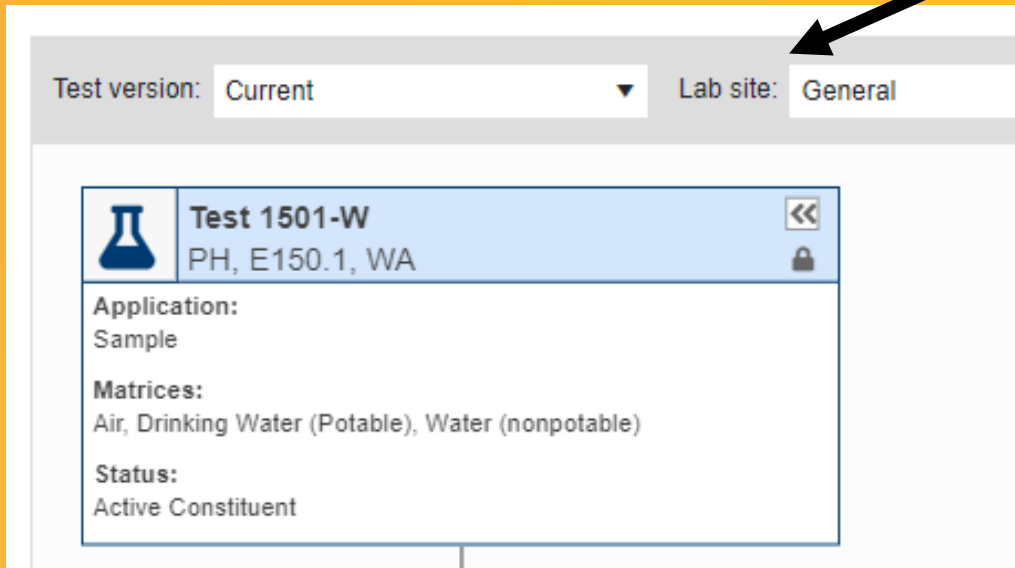 Test version: Current Lab site: General
Test 1501-W
PH, E150.1, WA
Application:
Sample
Matrices:
Air, Drinking Water (Potable), Water (nonpotable)
Status:
Active Constituent